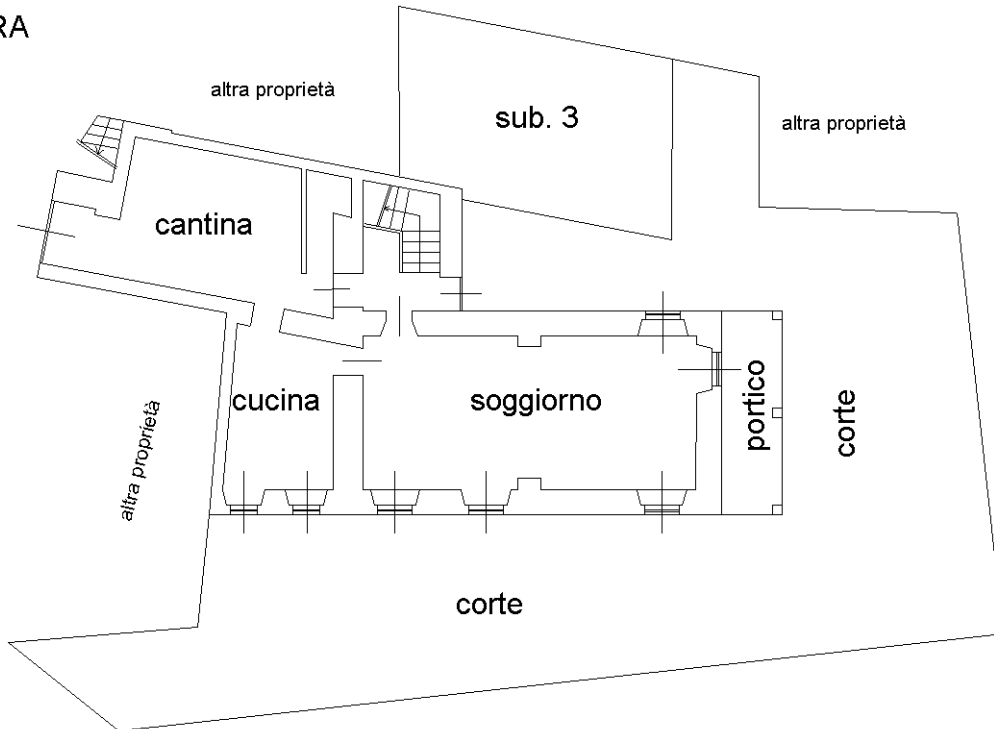 RA
altra proprietà
sub. 3
altra proprietà
cantina
cucina
soggiorno
portico
corte
altra proprietà
corte